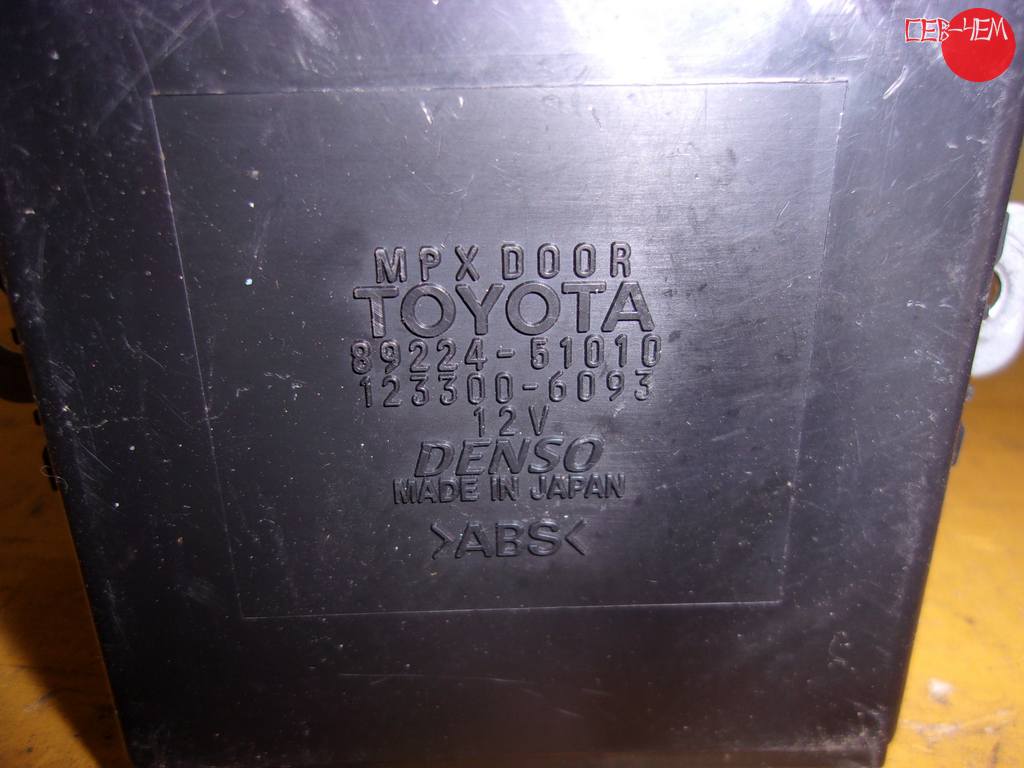 СЕВ-ЧЕМ
MPX DOOR
TOYOTA
89224-51010
123300-6093
12V
DENSO
MADE IN JAPAN
>ABS<